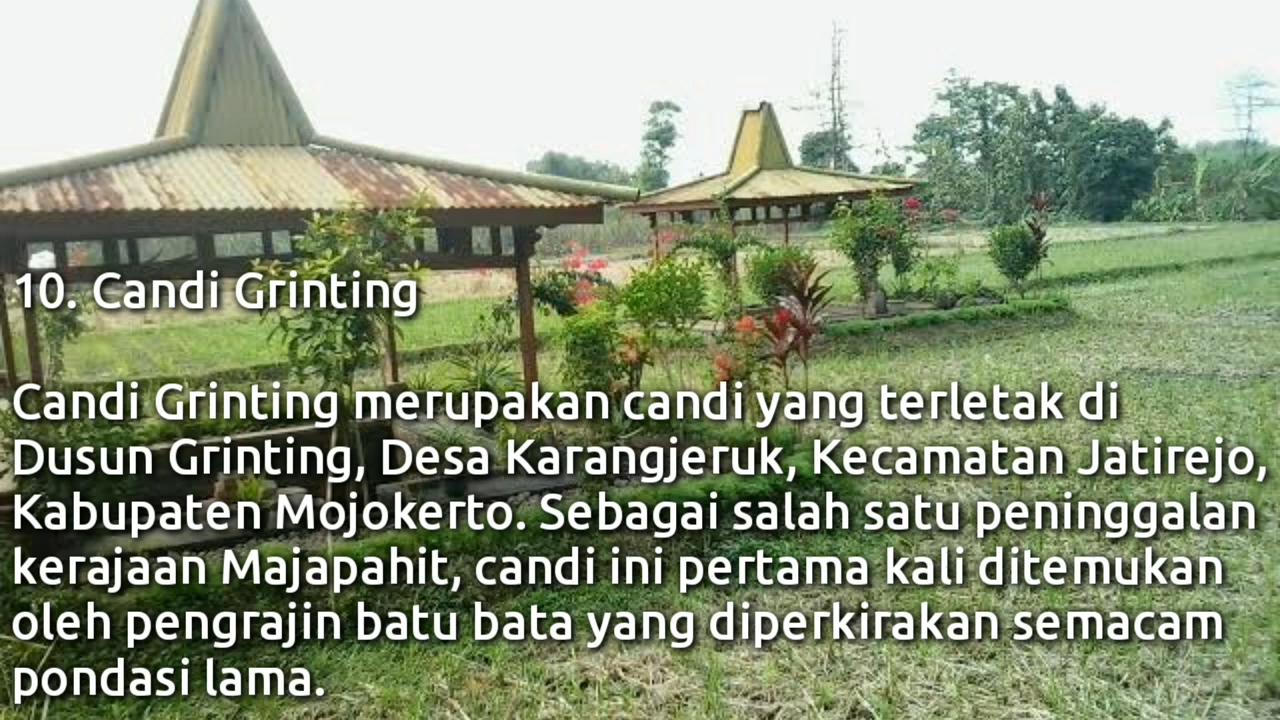 10. Candi Grinting
Candi Grinting merupakan candi yang terletak di
Dusun Grinting, Desa Karangjeruk, Kecamatan Jatirejo,
Kabupaten Mojokerto. Sebagai salah satu peninggalan
kerajaan Majapahit, candi ini pertama kali ditemukan
oleh pengrajin batu bata yang diperkirakan semacam
pondasi lama.